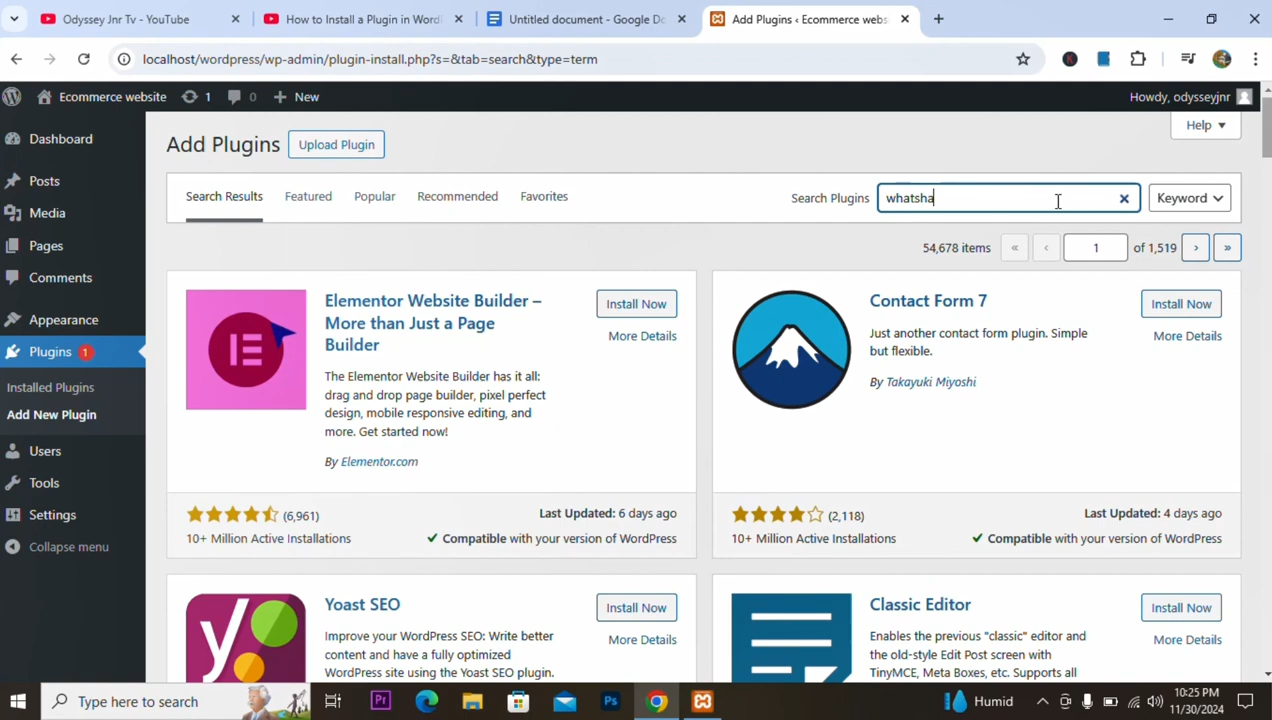 Odyssey Jnr Tv - YouTube
How to Install a Plugin in Word
Untitled document - Google Do
Add Plugins ‹ Ecommerce webs
localhost/wordpress/wp-admin/plugin-install.php?s=&tab=search&type=term
Ecommerce website
1
0
New
Howdy, odysseyjnr
Dashboard
Posts
Media
Pages
Comments
Appearance
Plugins 1
Installed Plugins
Add New Plugin
Users
Tools
Settings
Collapse menu
Help
Add Plugins
Upload Plugin
Search Results
Featured
Popular
Recommended
Favorites
Search Plugins
whatsha
Keyword
54,678 items
«
‹
1
of 1,519
›
»
Elementor Website Builder –
More than Just a Page
Builder
Install Now
More Details
The Elementor Website Builder has it all:
drag and drop page builder, pixel perfect
design, mobile responsive editing, and
more. Get started now!
By Elementor.com
(6,961)
Last Updated: 6 days ago
10+ Million Active Installations
Compatible with your version of WordPress
Contact Form 7
Install Now
More Details
Just another contact form plugin. Simple
but flexible.
By Takayuki Miyoshi
(2,118)
Last Updated: 4 days ago
10+ Million Active Installations
Compatible with your version of WordPress
Yoast SEO
Install Now
More Details
Improve your WordPress SEO: Write better
content and have a fully optimized
WordPress site using the Yoast SEO plugin.
Classic Editor
Install Now
More Details
Enables the previous "classic" editor and
the old-style Edit Post screen with
TinyMCE, Meta Boxes, etc. Supports all
Type here to search
Pr
Ps
Humid
10:25 PM
11/30/2024